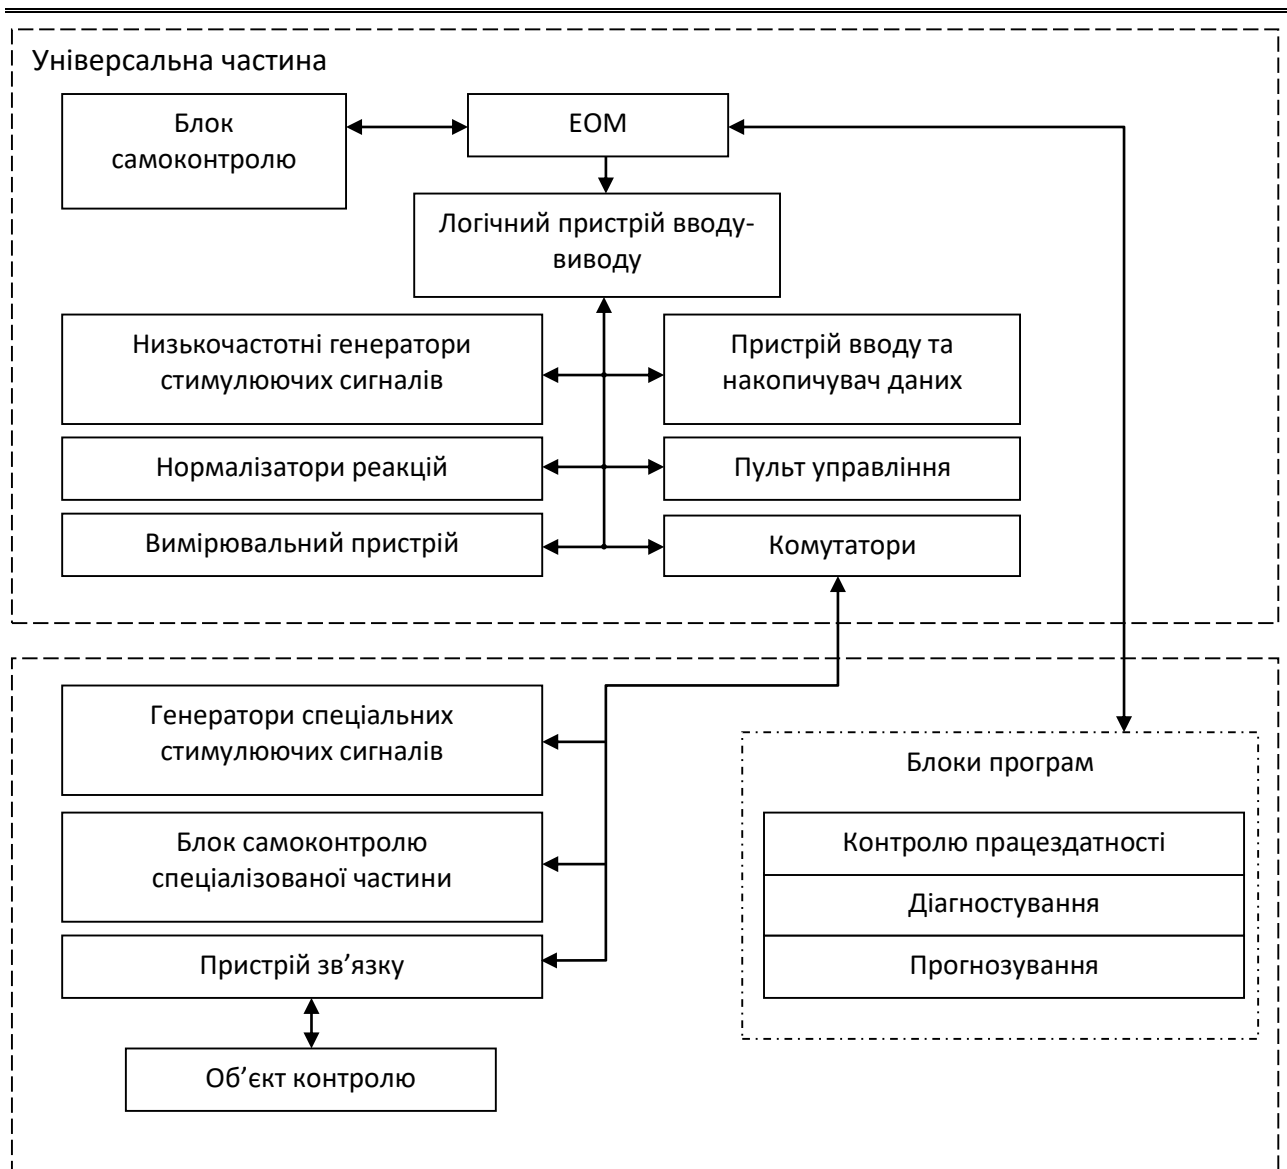 Універсальна частина
Блок
самоконтролю
ЕОМ
Логічний пристрій вводу-
виводу
Низькочастотні генератори
стимулюючих сигналів
Пристрій вводу та
накопичувач даних
Нормалізатори реакцій
Пульт управління
Вимірювальний пристрій
Комутатори
Генератори спеціальних
стимулюючих сигналів
Блоки програм
Блок самоконтролю
спеціалізованої частини
Контролю працездатності
Діагностування
Пристрій зв’язку
Прогнозування
Об’єкт контролю